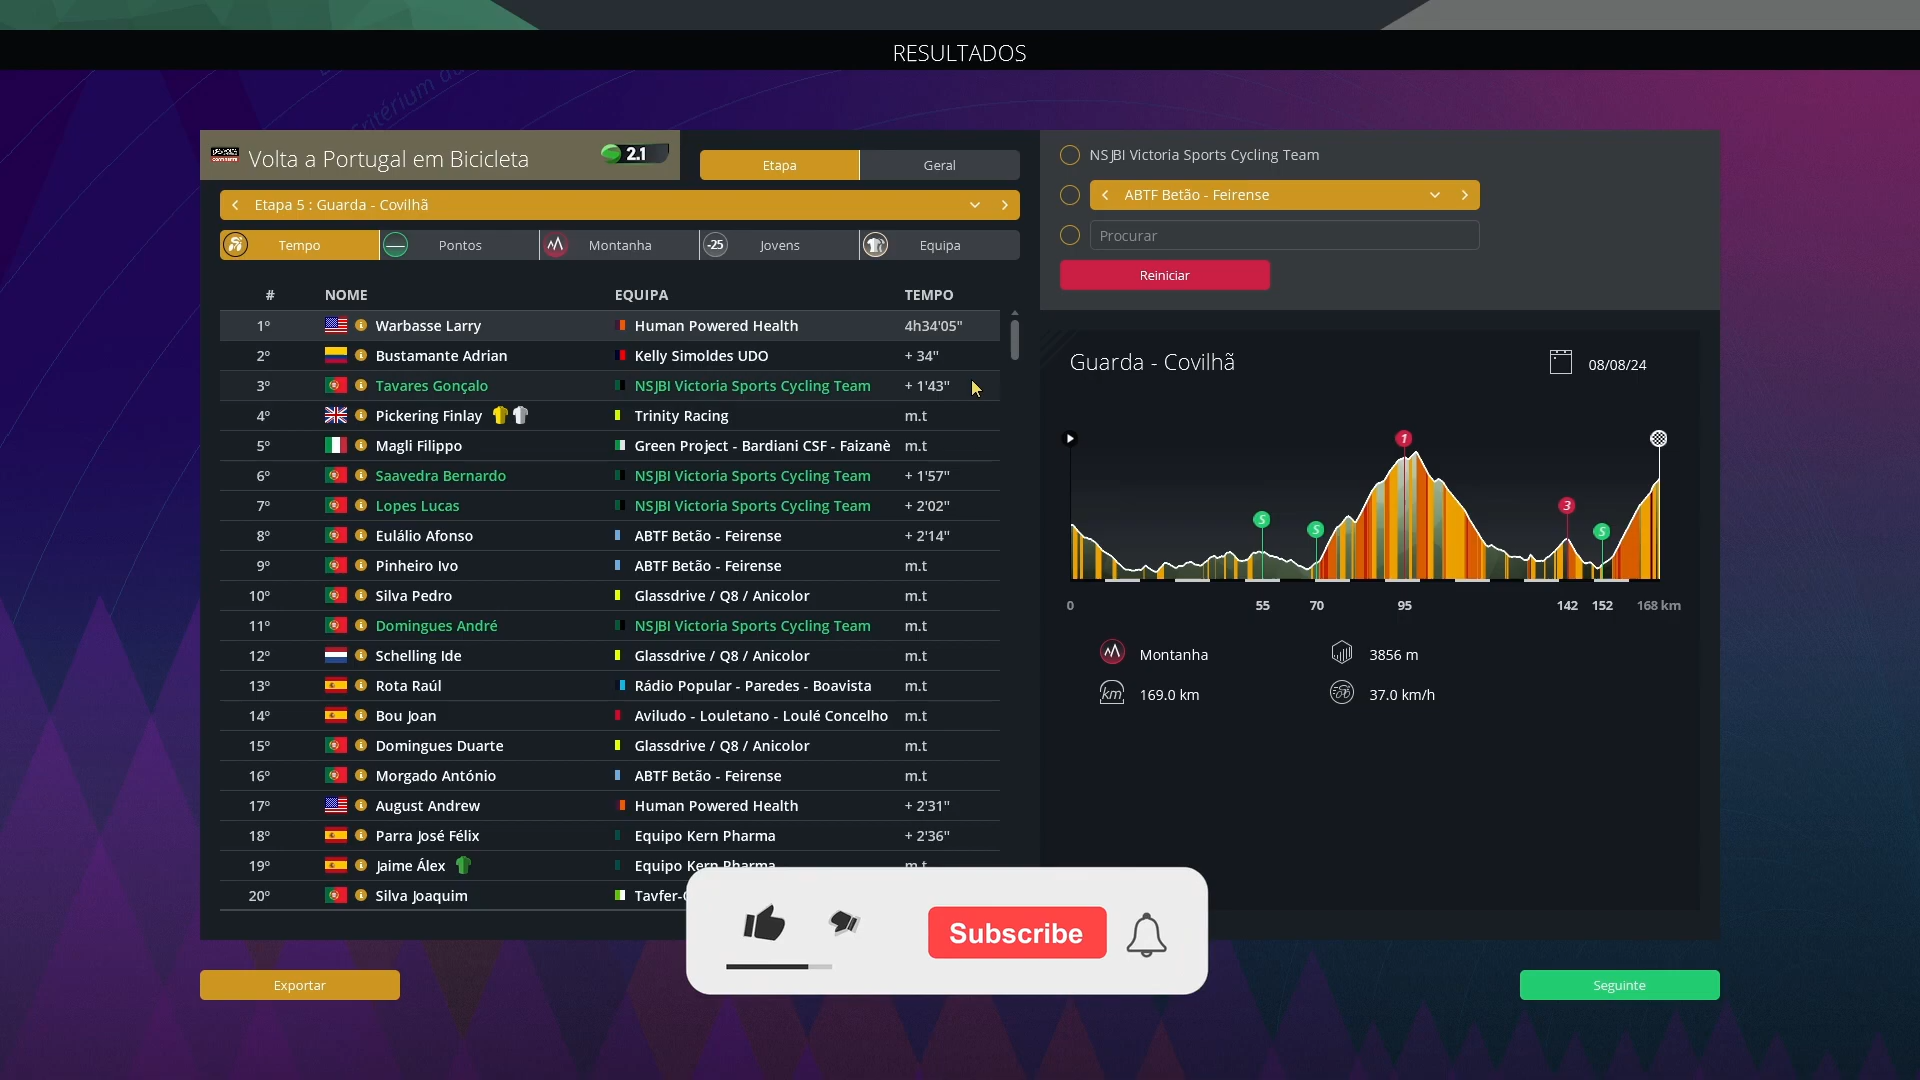 RESULTADOS
Volta a Portugal em Bicicleta
2.1
Etapa
Geral
Etapa 5 : Guarda - Covilhã
Tempo
Pontos
Montanha
-25
Jovens
Equipa
# NOME EQUIPA TEMPO
1º Warbasse Larry Human Powered Health 4h34'05''
2º Bustamante Adrian Kelly Simoldes UDO + 34''
3º Tavares Gonçalo NSJBI Victoria Sports Cycling Team + 1'43''
4º Pickering Finlay Trinity Racing m.t
5º Magli Filippo Green Project - Bardiani CSF - Faizanè m.t
6º Saavedra Bernardo NSJBI Victoria Sports Cycling Team + 1'57''
7º Lopes Lucas NSJBI Victoria Sports Cycling Team + 2'02''
8º Eulálio Afonso ABTF Betão - Feirense + 2'14''
9º Pinheiro Ivo ABTF Betão - Feirense m.t
10º Silva Pedro Glassdrive / Q8 / Anicolor m.t
11º Domingues André NSJBI Victoria Sports Cycling Team m.t
12º Schelling Ide Glassdrive / Q8 / Anicolor m.t
13º Rota Raúl Rádio Popular - Paredes - Boavista m.t
14º Bou Joan Aviludo - Louletano - Loulé Concelho m.t
15º Domingues Duarte Glassdrive / Q8 / Anicolor m.t
16º Morgado António ABTF Betão - Feirense m.t
17º August Andrew Human Powered Health + 2'31''
18º Parra José Félix Equipo Kern Pharma + 2'36''
19º Jaime Álex Equipo Kern Pharma m.t
20º Silva Joaquim Tavfer-
NSJBI Victoria Sports Cycling Team
ABTF Betão - Feirense
Procurar
Reiniciar
Guarda - Covilhã
08/08/24
1
3
S
S
S
0 55 70 95 142 152 168 km
Montanha
3856 m
km 169.0 km
37.0 km/h
Subscribe
Exportar
Seguinte